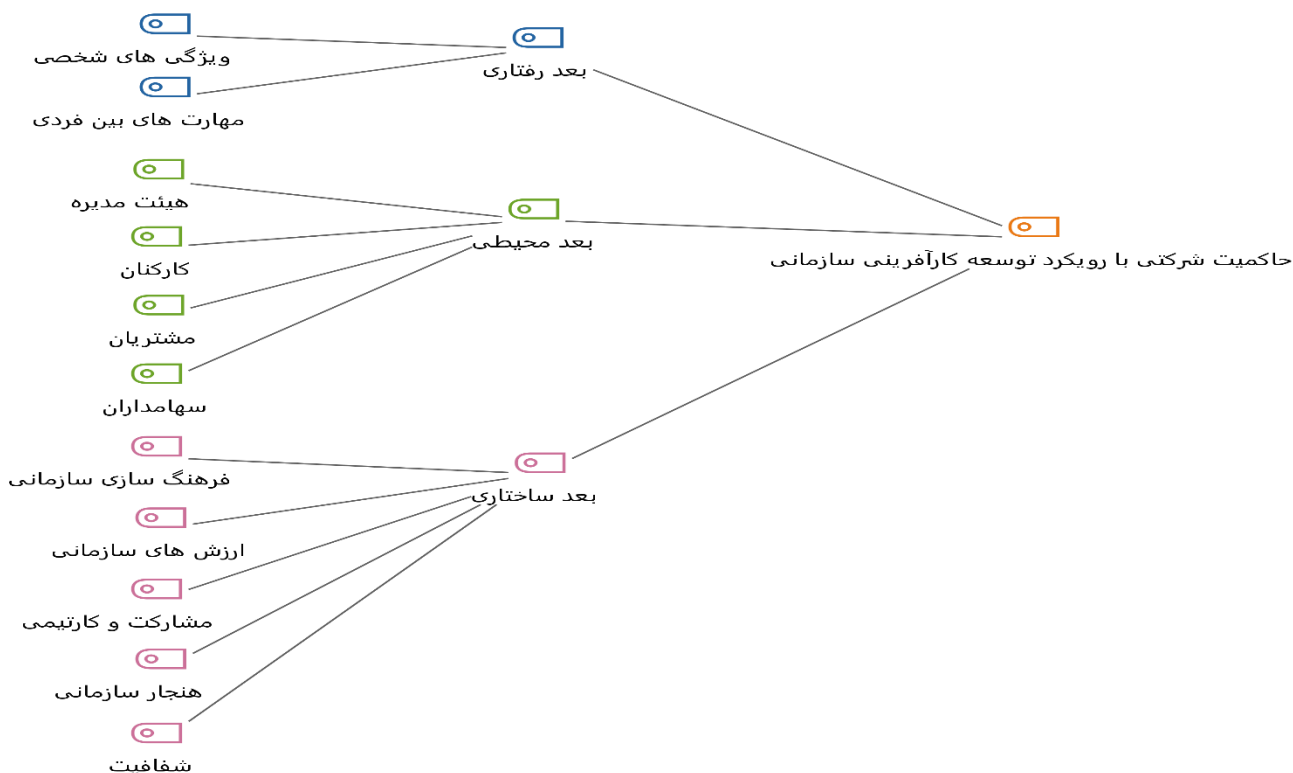 حاکمیت شرکتی با رویکرد توسعه کارآفرینی سازمانی
بعد رفتاری
ویژگی های شخصی
مهارت های بین فردی
بعد محیطی
هیئت مدیره
کارکنان
مشتریان
سهامداران
بعد ساختاری
فرهنگ سازی سازمانی
ارزش های سازمانی
مشارکت و کارتیمی
هنجار سازمانی
شفافیت